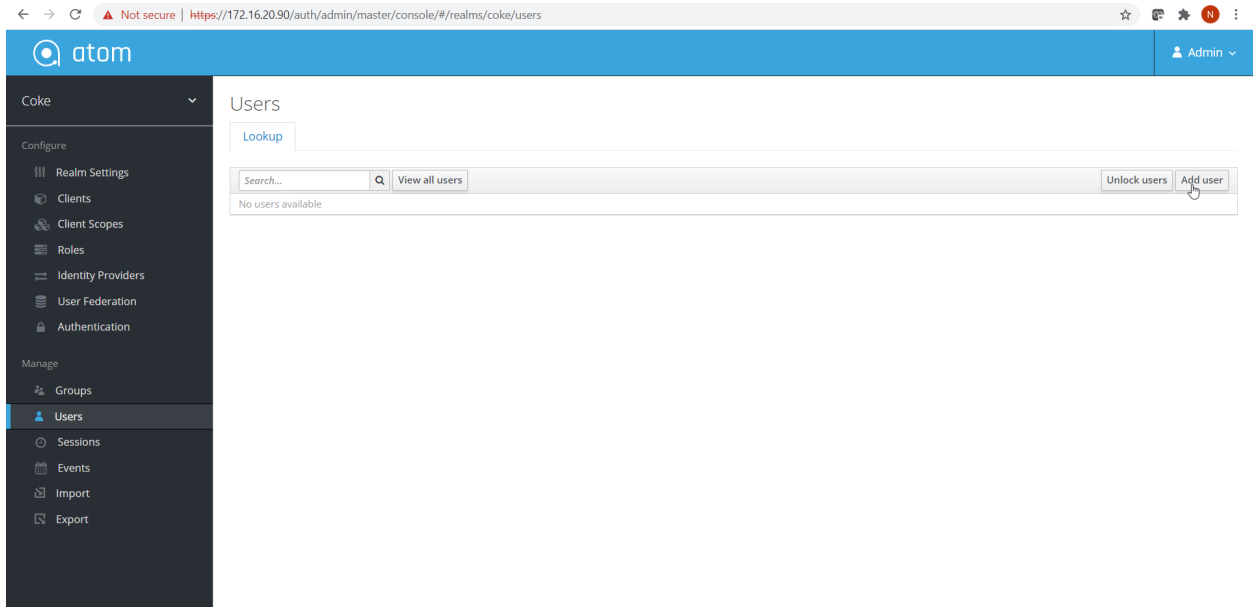 Not secure | https://172.16.20.90/auth/admin/master/console/#/realms/coke/users
N
atom
Admin
Coke
Users
Lookup
Configure
Realm Settings
Search...
View all users
Unlock users
Add user
Clients
No users available
Client Scopes
Roles
Identity Providers
User Federation
Authentication
Manage
Groups
Users
Sessions
Events
Import
Export